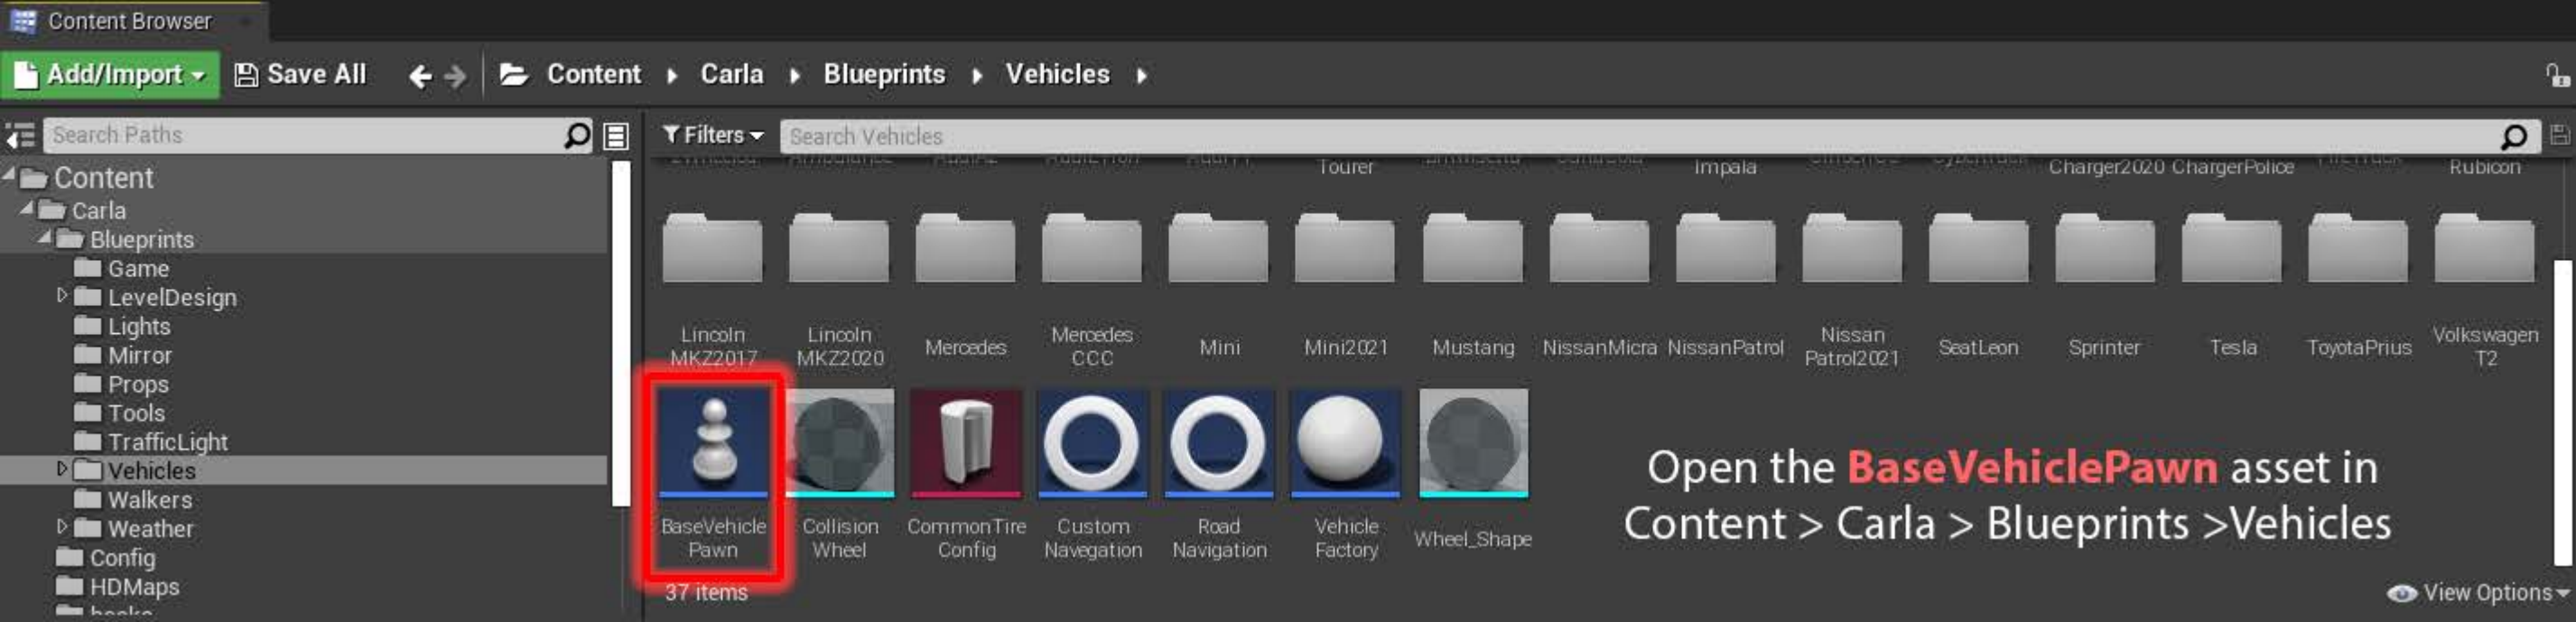 Content Browser
Add/Import Save All Content Carla Blueprints Vehicles
Search Paths
Filters Search Vehicles
Content
Carla
Blueprints
Game
LevelDesign
Lights
Mirror
Props
Tools
TrafficLight
Vehicles
Walkers
Weather
Config
HDMaps
Tourer Impala Charger2020 ChargerPolice Rubicon
Lincoln
MKZ2017
Lincoln
MKZ2020
Mercedes
Mercedes
CCC
Mini
Mini2021
Mustang
NissanMicra
NissanPatrol
Nissan
Patrol2021
SeatLeon
Sprinter
Tesla
ToyotaPrius
Volkswagen
T2
BaseVehicle
Pawn
Collision
Wheel
CommonTire
Config
Custom
Navegation
Road
Navigation
Vehicle
Factory
Wheel_Shape
Open the BaseVehiclePawn asset in
Content > Carla > Blueprints >Vehicles
37 items
View Options